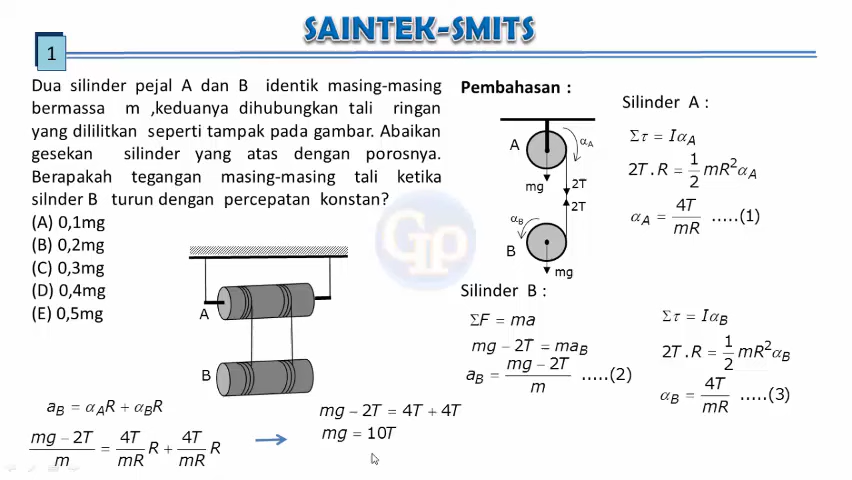 SAINTEK-SMITS
1
Dua silinder pejal A dan B identik masing-masing
bermassa m ,keduanya dihubungkan tali ringan
yang dililitkan seperti tampak pada gambar. Abaikan
gesekan silinder yang atas dengan porosnya.
Berapakah tegangan masing-masing tali ketika
silnder B turun dengan percepatan konstan?
(A) 0,1mg
(B) 0,2mg
(C) 0,3mg
(D) 0,4mg
(E) 0,5mg
A
B
a_B = α_A R + α_B R
(mg − 2T)/m = (4T/mR) R + (4T/mR) R
mg − 2T = 4T + 4T
mg = 10T
Pembahasan :
A
α_A
mg
2T
2T
α_B
B
mg
Silinder A :
Στ = Iα_A
2T . R = 1/2 mR² α_A
α_A = 4T/mR .....(1)
Silinder B :
ΣF = ma
mg − 2T = ma_B
a_B = (mg − 2T)/m .....(2)
Στ = Iα_B
2T . R = 1/2 mR² α_B
α_B = 4T/mR .....(3)
GIP